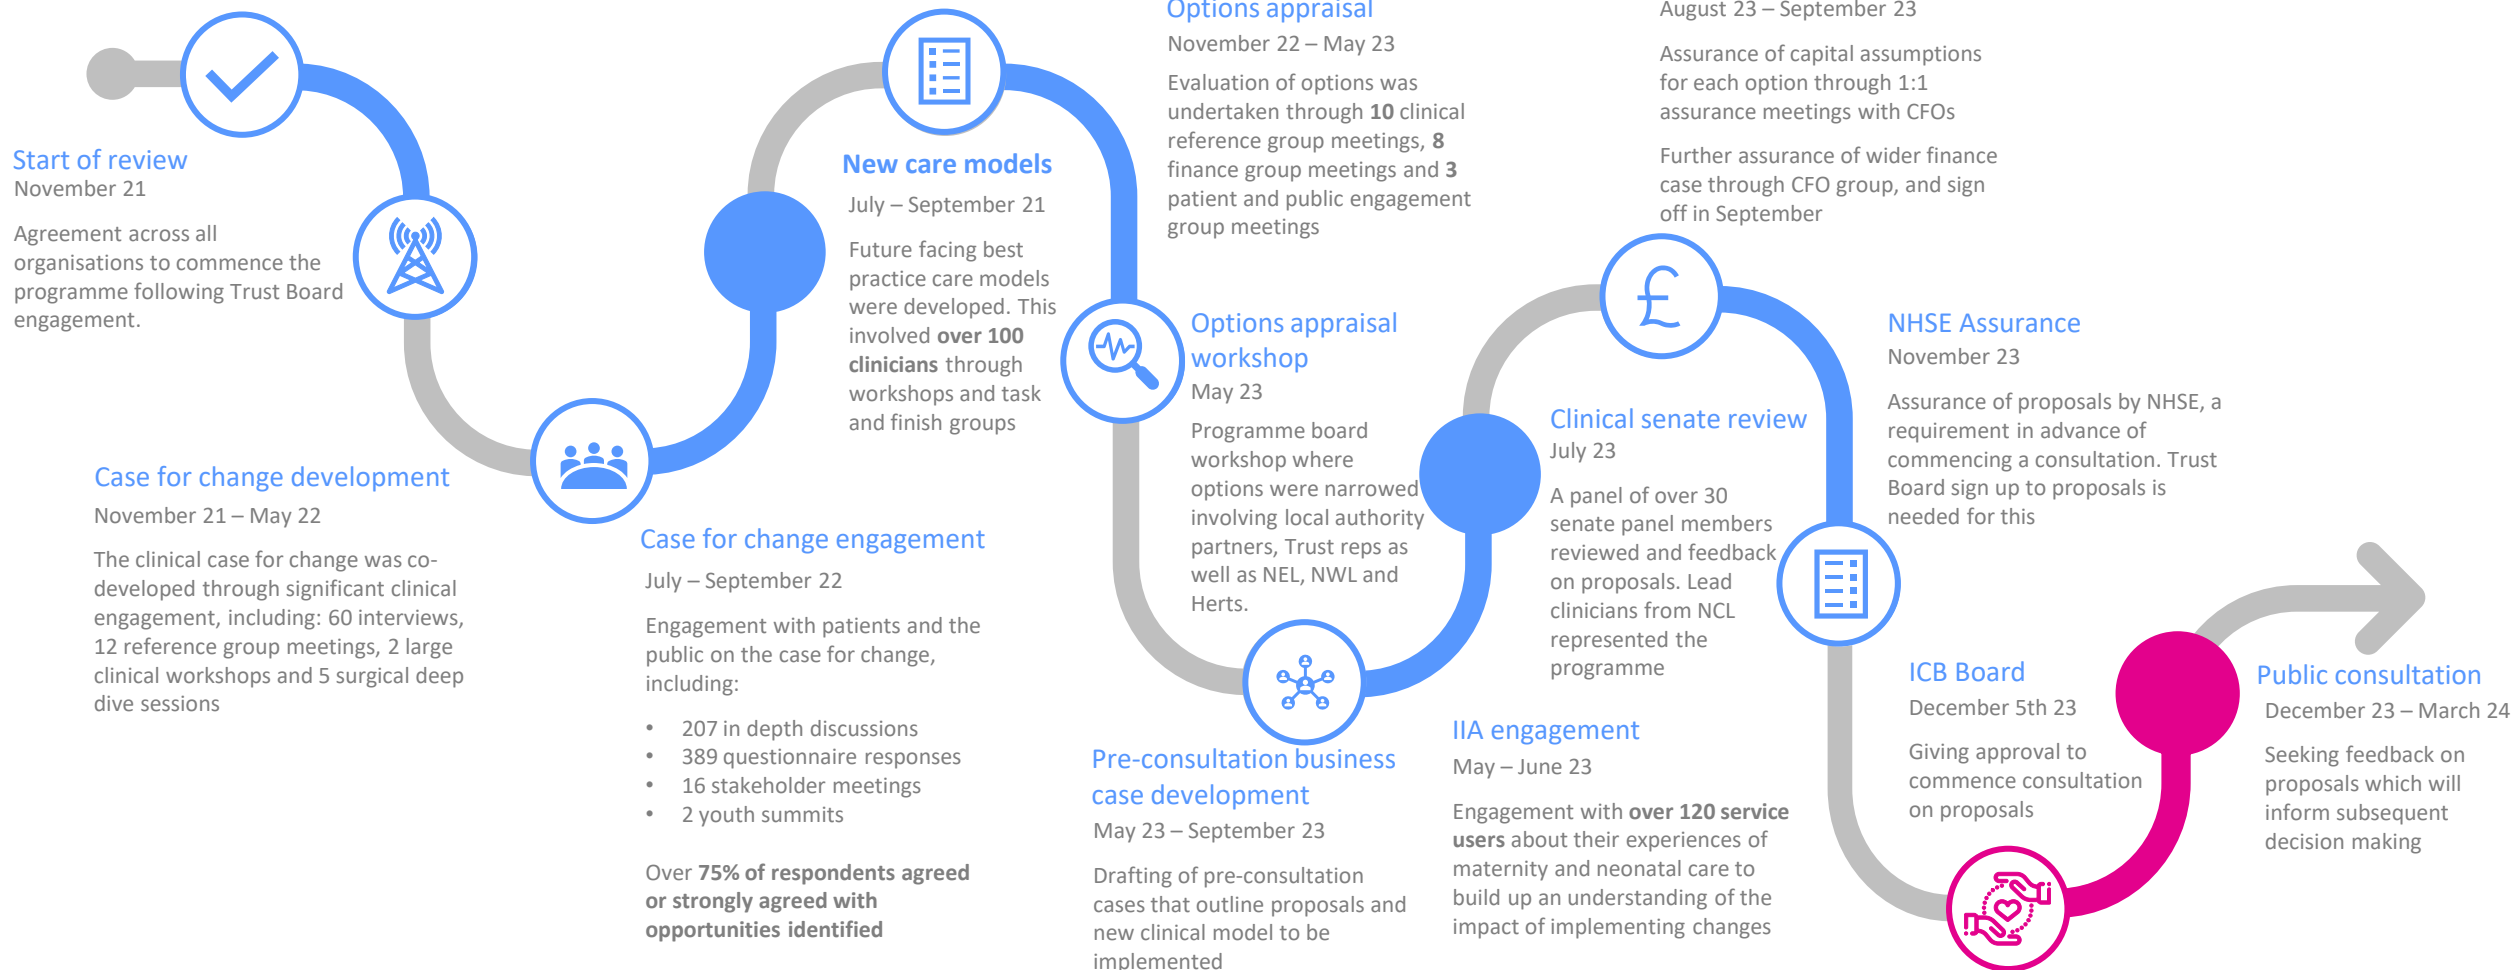 Start of review
November 21
Agreement across all
organisations to commence the
programme following Trust Board
engagement.
Case for change development
November 21 – May 22
The clinical case for change was co-
developed through significant clinical
engagement, including: 60 interviews,
12 reference group meetings, 2 large
clinical workshops and 5 surgical deep
dive sessions
Case for change engagement
July – September 22
Engagement with patients and the
public on the case for change,
including:
• 207 in depth discussions
• 389 questionnaire responses
• 16 stakeholder meetings
• 2 youth summits
Over 75% of respondents agreed
or strongly agreed with
opportunities identified
New care models
July – September 21
Future facing best
practice care models
were developed. This
involved over 100
clinicians through
workshops and task
and finish groups
Options appraisal
November 22 – May 23
Evaluation of options was
undertaken through 10 clinical
reference group meetings, 8
finance group meetings and 3
patient and public engagement
group meetings
Options appraisal
workshop
May 23
Programme board
workshop where
options were narrowed
involving local authority
partners, Trust reps as
well as NEL, NWL and
Herts.
Pre-consultation business
case development
May 23 – September 23
Drafting of pre-consultation
cases that outline proposals and
new clinical model to be
implemented
IIA engagement
May – June 23
Engagement with over 120 service
users about their experiences of
maternity and neonatal care to
build up an understanding of the
impact of implementing changes
Clinical senate review
July 23
A panel of over 30
senate panel members
reviewed and feedback
on proposals. Lead
clinicians from NCL
represented the
programme
August 23 – September 23
Assurance of capital assumptions
for each option through 1:1
assurance meetings with CFOs
Further assurance of wider finance
case through CFO group, and sign
off in September
£
NHSE Assurance
November 23
Assurance of proposals by NHSE, a
requirement in advance of
commencing a consultation. Trust
Board sign up to proposals is
needed for this
ICB Board
December 5th 23
Giving approval to
commence consultation
on proposals
Public consultation
December 23 – March 24
Seeking feedback on
proposals which will
inform subsequent
decision making